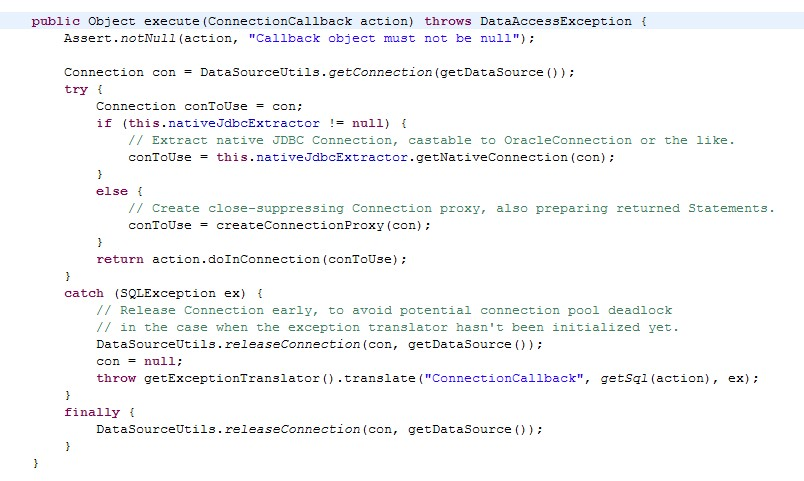 public Object execute(ConnectionCallback action) throws DataAccessException {
    Assert.notNull(action, "Callback object must not be null");

    Connection con = DataSourceUtils.getConnection(getDataSource());
    try {
        Connection conToUse = con;
        if (this.nativeJdbcExtractor != null) {
            // Extract native JDBC Connection, castable to OracleConnection or the like.
            conToUse = this.nativeJdbcExtractor.getNativeConnection(con);
        }
        else {
            // Create close-suppressing Connection proxy, also preparing returned Statements.
            conToUse = createConnectionProxy(con);
        }
        return action.doInConnection(conToUse);
    }
    catch (SQLException ex) {
        // Release Connection early, to avoid potential connection pool deadlock
        // in the case when the exception translator hasn't been initialized yet.
        DataSourceUtils.releaseConnection(con, getDataSource());
        con = null;
        throw getExceptionTranslator().translate("ConnectionCallback", getSql(action), ex);
    }
    finally {
        DataSourceUtils.releaseConnection(con, getDataSource());
    }
}